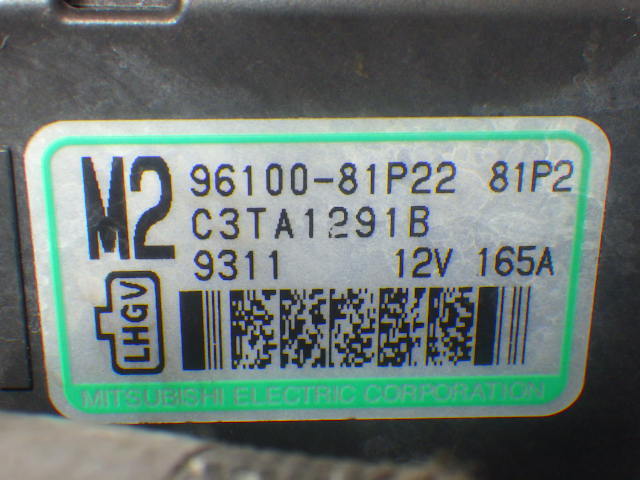 M2 96100-81P22 81P2
C3TA1291B
9311 12V 165A
LHGV
MITSUBISHI ELECTRIC CORPORATION